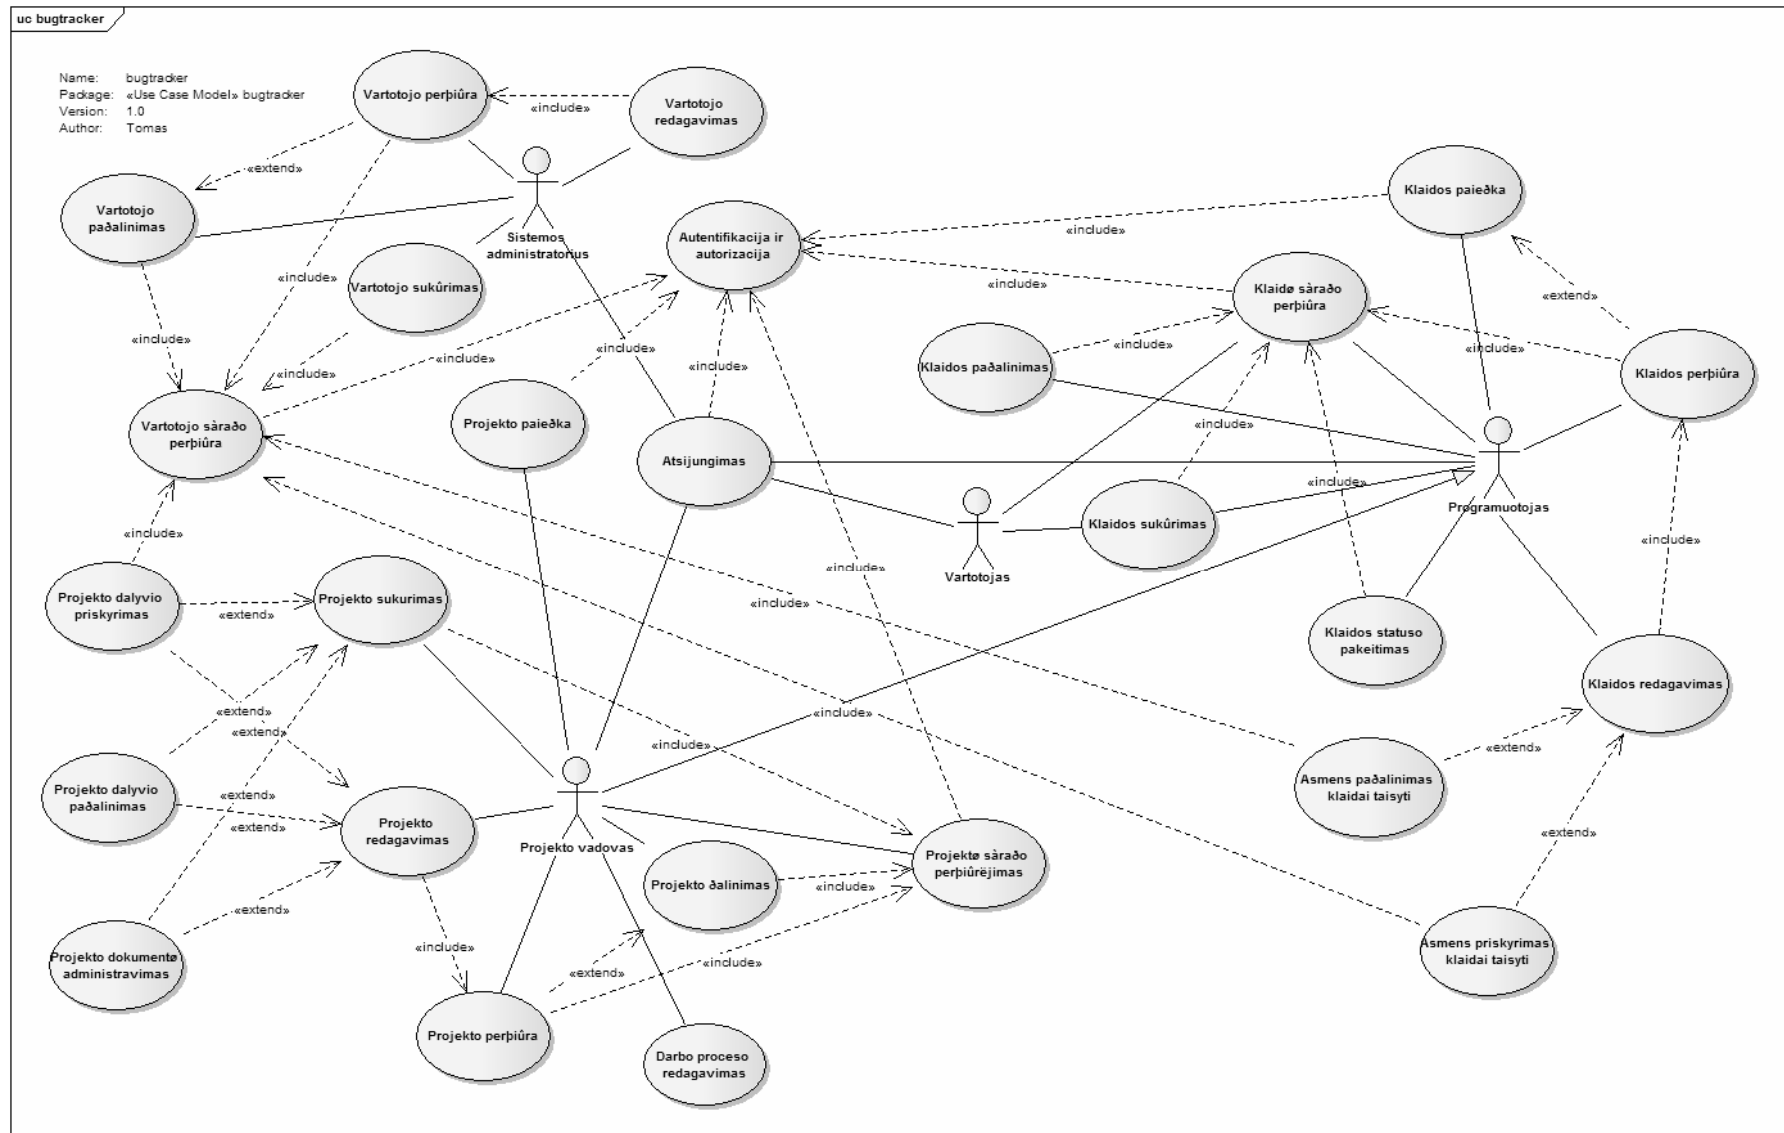 uc bugtracker
Name: bugtracker
Package: «Use Case Model» bugtracker
Version: 1.0
Author: Tomas
Vartotojo perþiûra
«include»
Vartotojo
redagavimas
«extend»
Vartotojo
paðalinimas
Sistemos
administratorius
Autentifikacija ir
autorizacija
Klaidos paieðka
«include»
«include»
Vartotojo sukûrimas
«include»
Klaidø sàraðo
perþiûra
«extend»
«include»
«include»
«include»
«include»
«include»
«include»
«include»
«include»
Klaidos paðalinimas
Klaidos perþiûra
Vartotojo sàraðo
perþiûra
Projekto paieðka
Atsijungimas
«include»
«include»
Programuotojas
Klaidos sukûrimas
«include»
«include»
Vartotojas
«include»
Projekto dalyvio
priskyrimas
«extend»
Projekto sukurimas
«include»
Klaidos statuso
pakeitimas
Klaidos redagavimas
«extend»
«extend»
«include»
«include»
«extend»
Projekto dalyvio
paðalinimas
«extend»
«extend»
Asmens paðalinimas
klaidai taisyti
Projekto
redagavimas
Projekto vadovas
«extend»
Projektø sàraðo
perþiûrëjimas
Projekto ðalinimas
«include»
«extend»
«include»
«include»
«extend»
Projekto dokumentø
administravimas
Asmens priskyrimas
klaidai taisyti
Projekto perþiûra
Darbo proceso
redagavimas